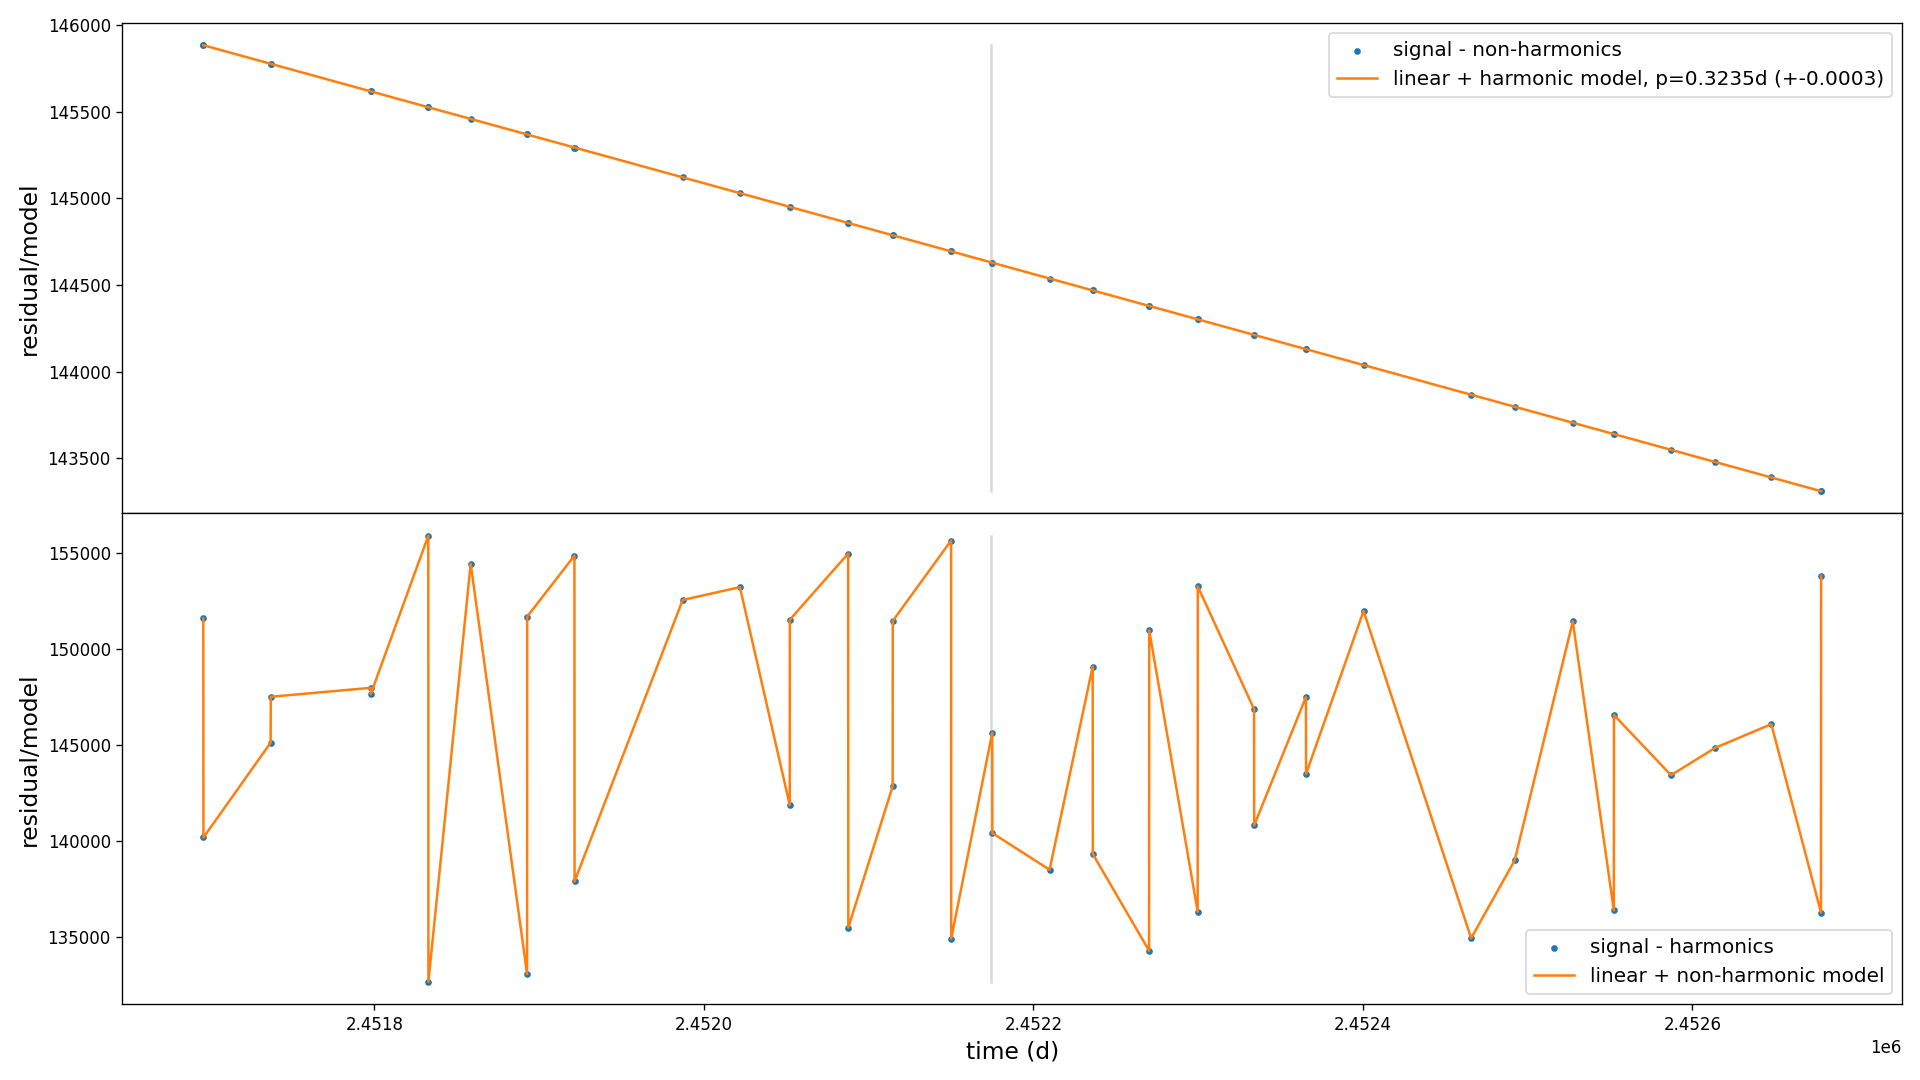 146000
145500
145000
144500
144000
143500
residual/model
signal - non-harmonics
linear + harmonic model, p=0.3235d (+-0.0003)
155000
150000
145000
140000
135000
residual/model
signal - harmonics
linear + non-harmonic model
2.4518 2.4520 2.4522 2.4524 2.4526
1e6
time (d)